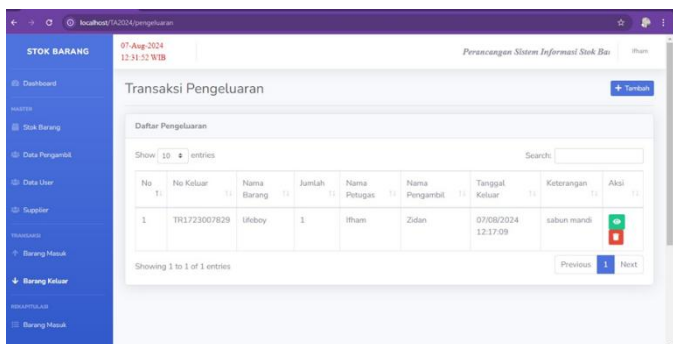 localhost/TA2024/pengeluaran
STOK BARANG
07-Aug-2024
12:31:52 WIB
Perancangan Sistem Informasi Stok Bar
Ifham
Dashboard
Transaksi Pengeluaran
+ Tambah
MASTER
Stok Barang
Data Pengambil
Data User
Supplier
TRANSAKSI
Barang Masuk
Barang Keluar
REKAPITULASI
Barang Masuk
Daftar Pengeluaran
Show 10 entries
Search:
No
No Keluar
Nama Barang
Jumlah
Nama Petugas
Nama Pengambil
Tanggal Keluar
Keterangan
Aksi
1
TR1723007829
lifeboy
1
Ifham
Zidan
07/08/2024 12:17:09
sabun mandi
Showing 1 to 1 of 1 entries
Previous 1 Next